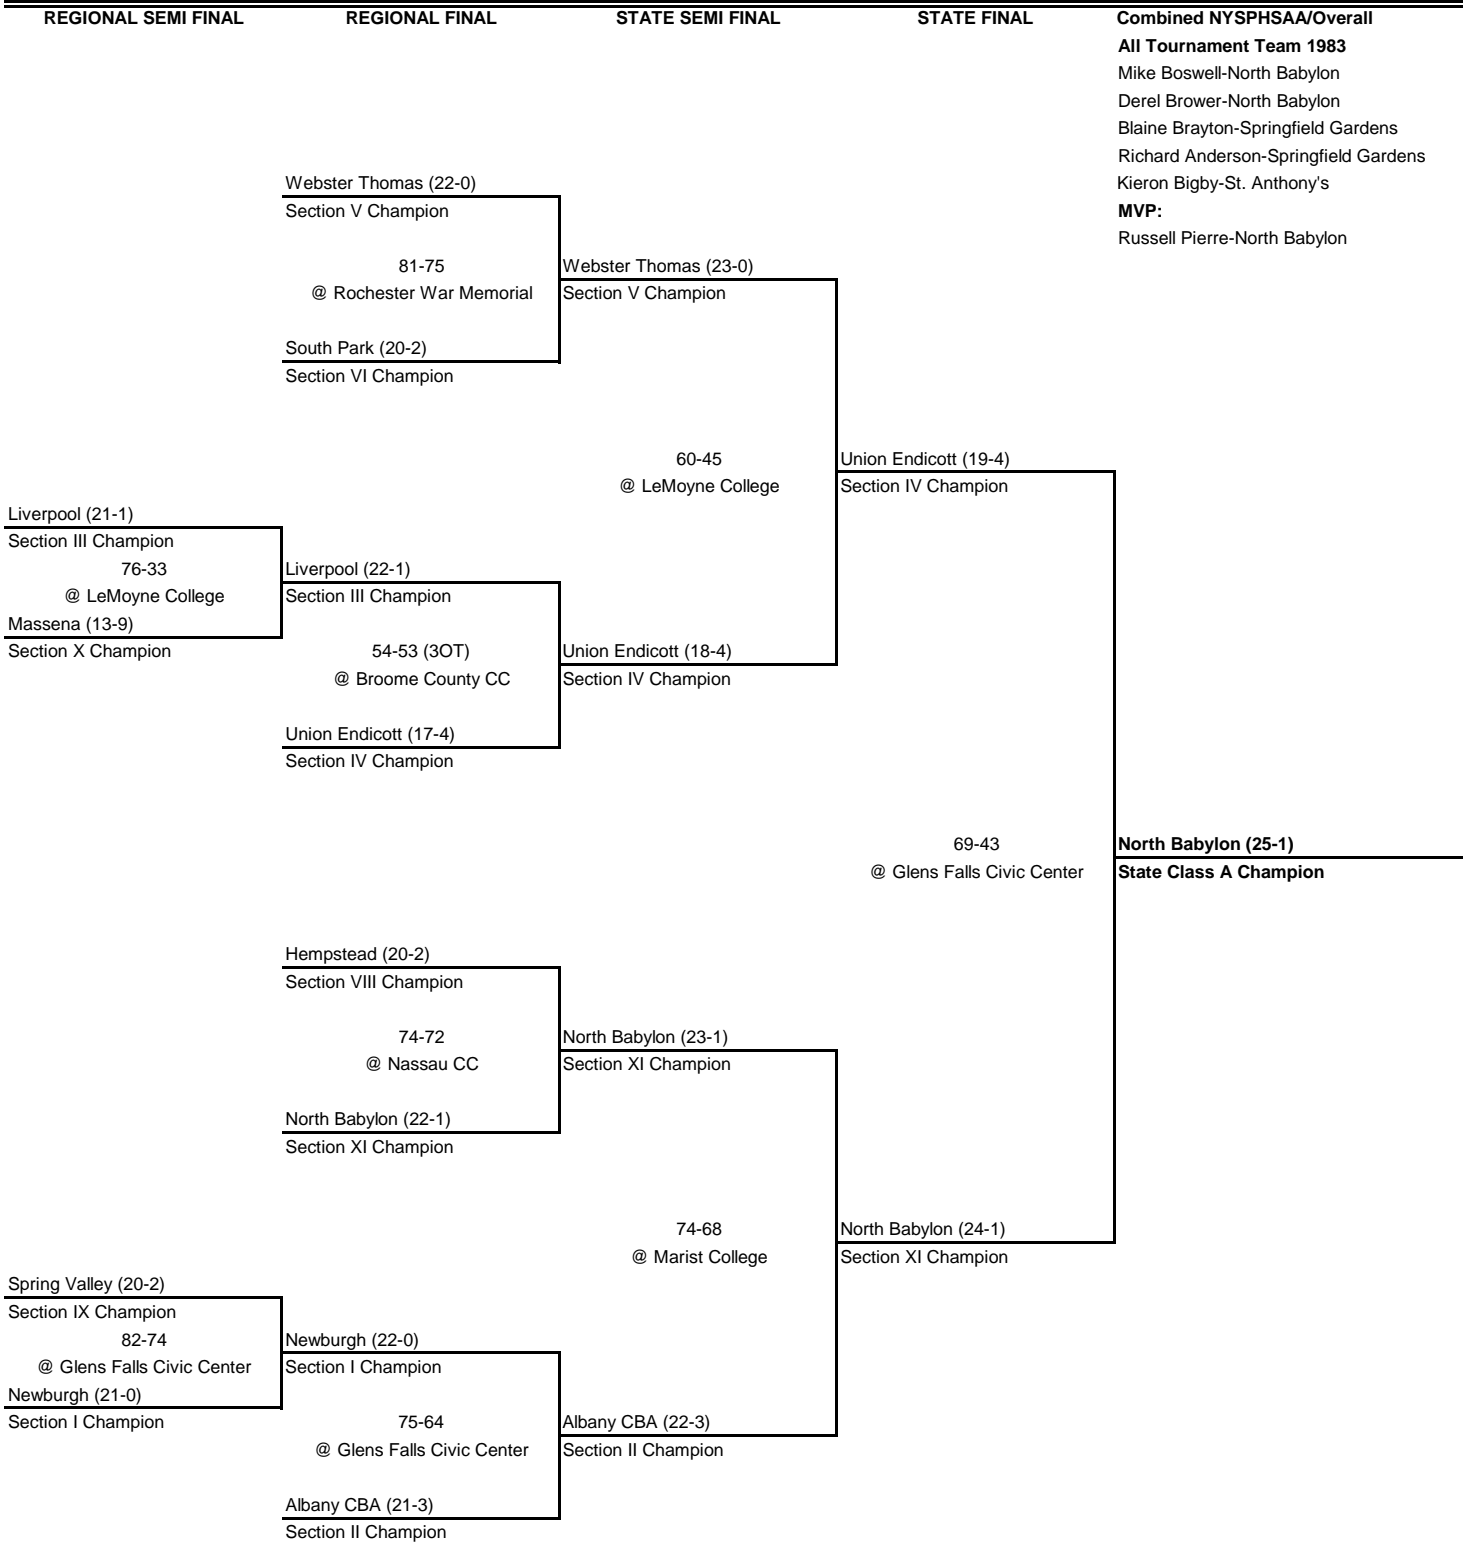 REGIONAL SEMI FINAL REGIONAL FINAL STATE SEMI FINAL STATE FINAL Combined NYSPHSAA/Overall
All Tournament Team 1983
Mike Boswell-North Babylon
Derel Brower-North Babylon
Blaine Brayton-Springfield Gardens
Richard Anderson-Springfield Gardens
Webster Thomas (22-0) Kieron Bigby-St. Anthony's
Section V Champion MVP:
Russell Pierre-North Babylon
81-75 Webster Thomas (23-0)
@ Rochester War Memorial Section V Champion
South Park (20-2)
Section VI Champion
60-45 Union Endicott (19-4)
@ LeMoyne College Section IV Champion
Liverpool (21-1)
Section III Champion
76-33 Liverpool (22-1)
@ LeMoyne College Section III Champion
Massena (13-9)
Section X Champion 54-53 (3OT) Union Endicott (18-4)
@ Broome County CC Section IV Champion
Union Endicott (17-4)
Section IV Champion
69-43 North Babylon (25-1)
@ Glens Falls Civic Center State Class A Champion
Hempstead (20-2)
Section VIII Champion
74-72 North Babylon (23-1)
@ Nassau CC Section XI Champion
North Babylon (22-1)
Section XI Champion
74-68 North Babylon (24-1)
@ Marist College Section XI Champion
Spring Valley (20-2)
Section IX Champion
82-74 Newburgh (22-0)
@ Glens Falls Civic Center Section I Champion
Newburgh (21-0)
Section I Champion 75-64 Albany CBA (22-3)
@ Glens Falls Civic Center Section II Champion
Albany CBA (21-3)
Section II Champion